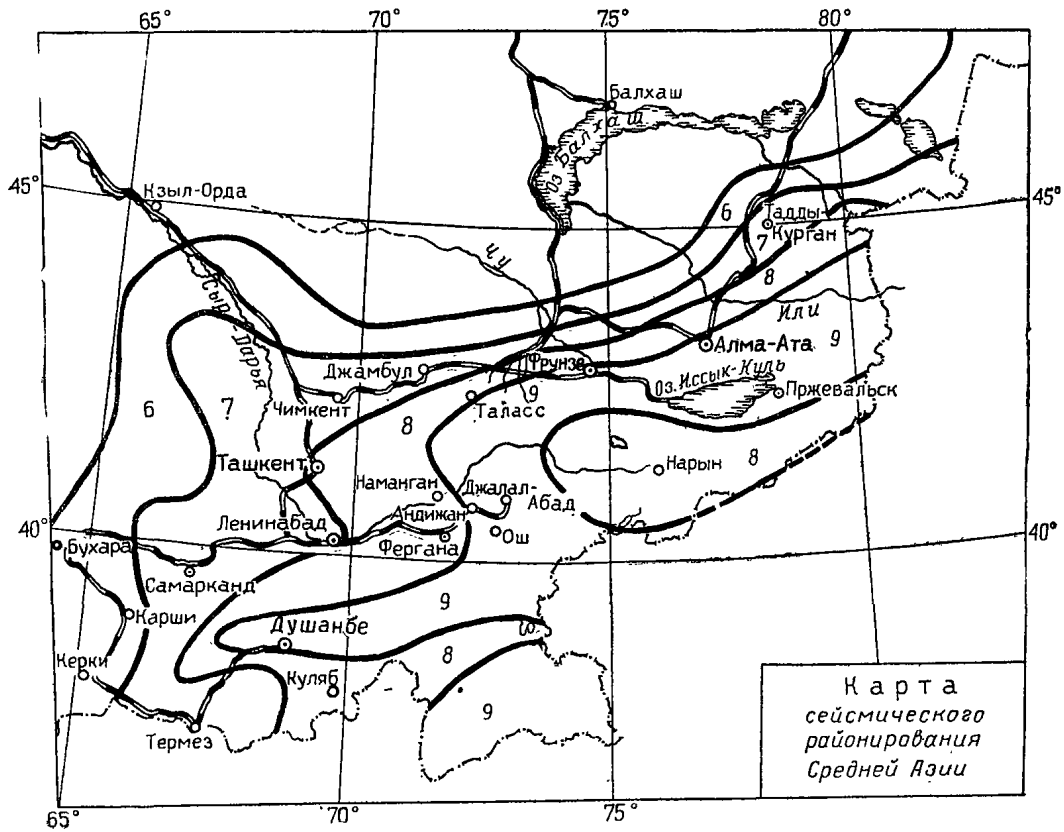 65°
70°
75°
80°
Балхаш
Оз. Балхаш
45°
45°
Кзыл-Орда
6
Талды-
Курган
7
Чу
8
Сыр-Дарья
Или
Алма-Ата
9
Джамбул
Фрунзе
Оз. Иссык-Куль
9
Пржевальск
6
7
Чимкент
8
Таласс
Ташкент
Нарын
8
Наманган
Джалал-
Абад
Андижан
40°
Ленинабад
Ош
40°
Бухара
Фергана
Самарканд
9
Карши
Душанбе
Керки
8
Куляб
Карта
сейсмического
районирования
Средней Азии
9
Термез
65°
70°
75°